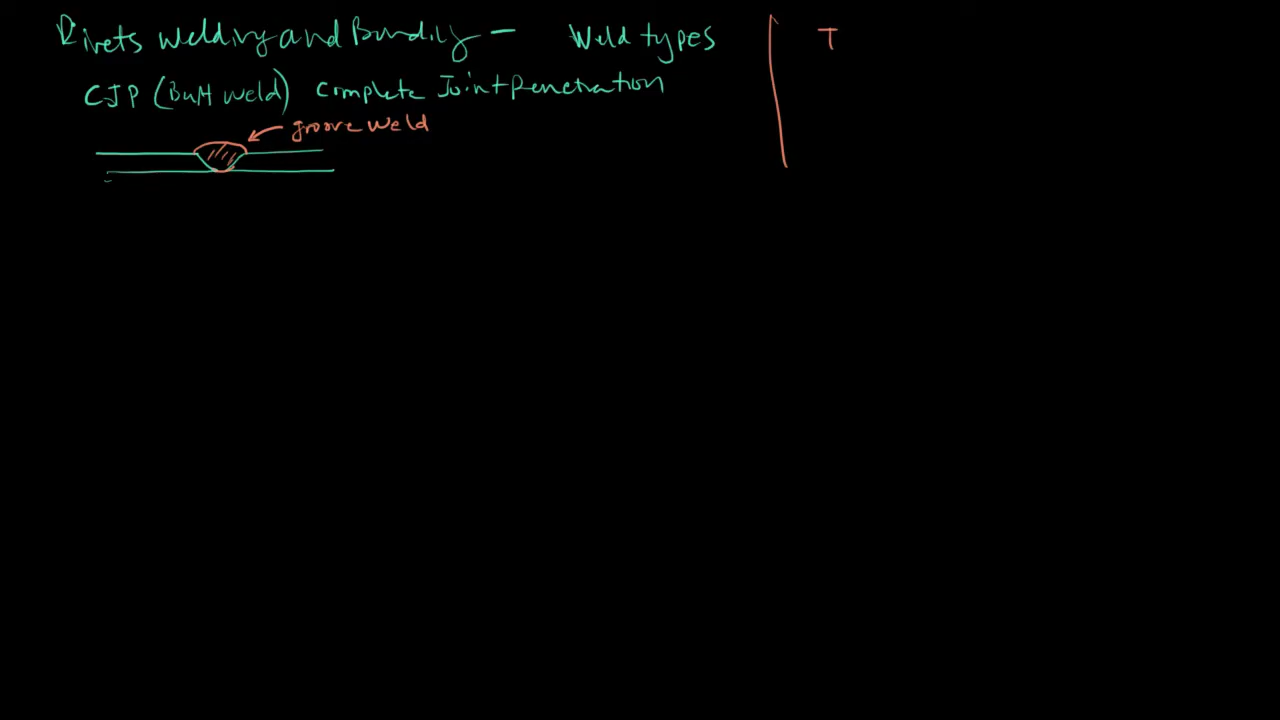 Rivets welding and Bonding - Weld types
T
CJP (Butt weld) complete Joint Penetration
groove weld